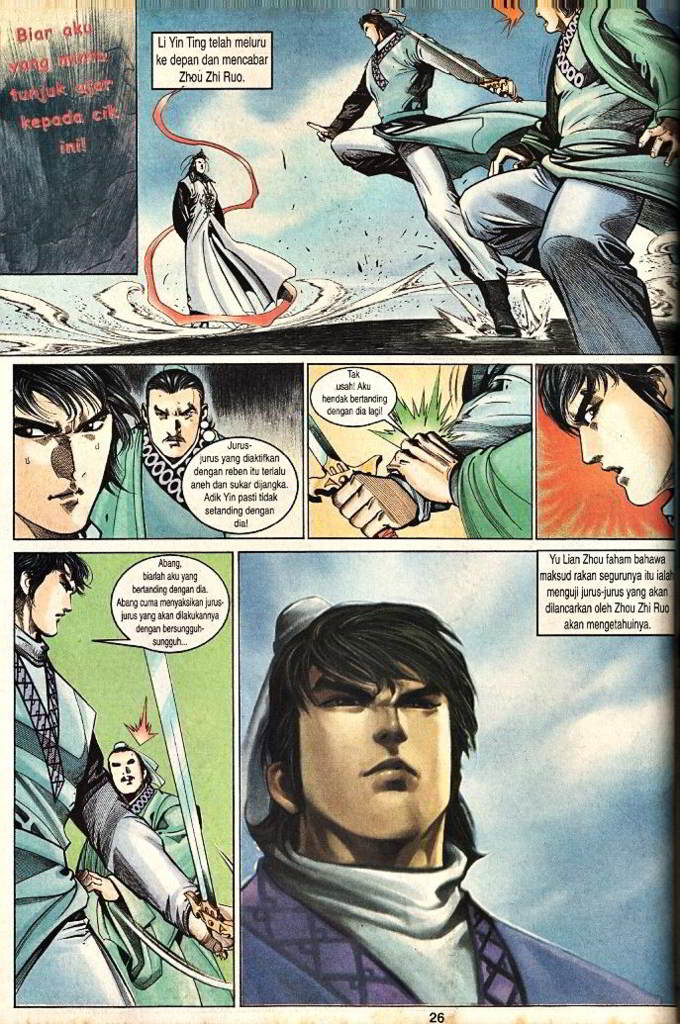 Biar aku
yang minta
tunjuk ajar
kepada cik
ini!
Li Yin Ting telah meluru
ke depan dan mencabar
Zhou Zhi Ruo.
Jurus-
jurus yang diaktifkan
dengan reben itu terlalu
aneh dan sukar dijangka.
Adik Yin pasti tidak
setanding dengan
dia!
Tak
usah! Aku
hendak bertanding
dengan dia lagi!
Abang,
biarlah aku yang
bertanding dengan dia.
Abang cuma menyaksikan jurus-
jurus yang akan dilakukannya
dengan bersungguh-
sungguh...
Yu Lian Zhou faham bahawa
maksud rakan segurunya itu ialah
menguji jurus-jurus yang akan
dilancarkan oleh Zhou Zhi Ruo
akan mengetahuinya.
26